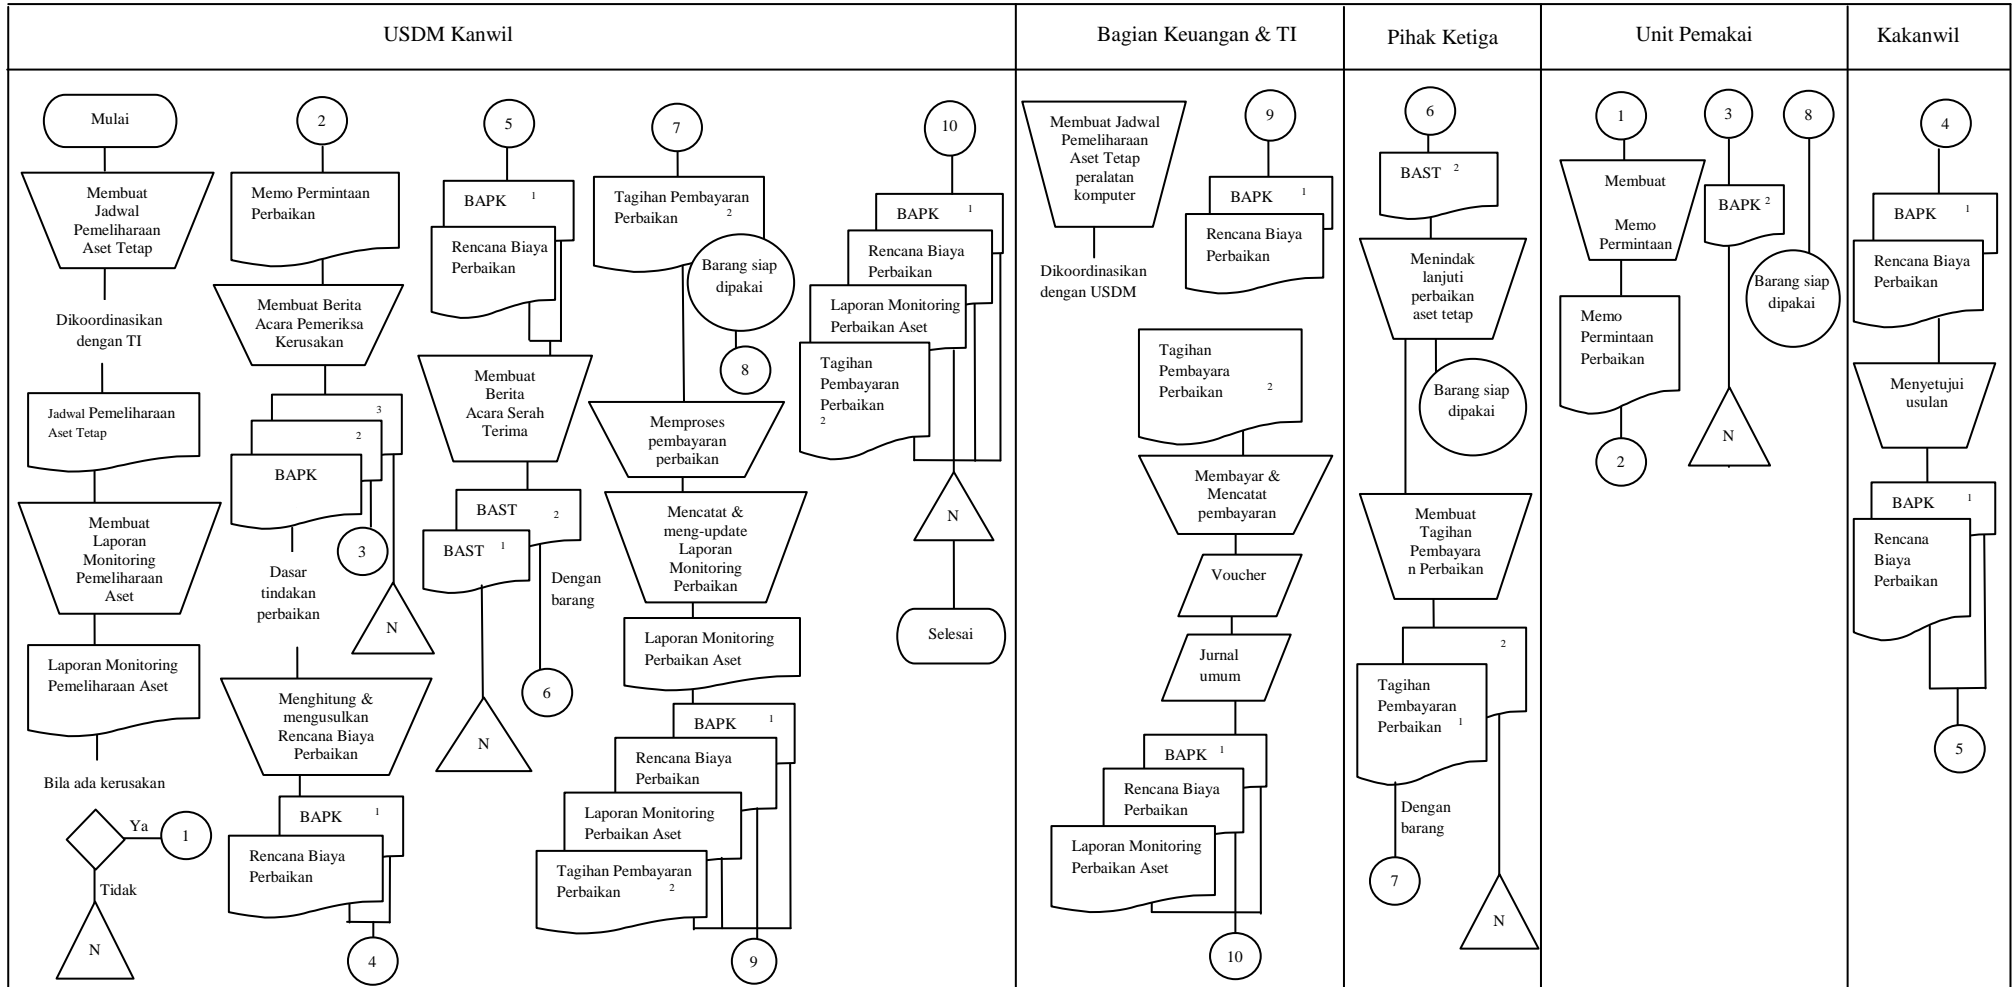 USDM Kanwil
Bagian Keuangan & TI
Pihak Ketiga
Unit Pemakai
Kakanwil
Mulai
Membuat
Jadwal
Pemeliharaan
Aset Tetap
Dikoordinasikan
dengan TI
Jadwal Pemeliharaan
Aset Tetap
Membuat
Laporan
Monitoring
Pemeliharaan
Aset
Laporan Monitoring
Pemeliharaan Aset
Bila ada kerusakan
Ya
1
Tidak
N
2
Memo Permintaan
Perbaikan
Membuat Berita
Acara Pemeriksa
Kerusakan
3
2
BAPK
3
N
Dasar
tindakan
perbaikan
Menghitung &
mengusulkan
Rencana Biaya
Perbaikan
BAPK 1
Rencana Biaya
Perbaikan
4
5
BAPK 1
Rencana Biaya
Perbaikan
Membuat
Berita
Acara Serah
Terima
BAST 2
BAST 1
Dengan
barang
6
N
7
Tagihan Pembayaran
Perbaikan 2
Barang siap
dipakai
8
Memproses
pembayaran
perbaikan
Mencatat &
meng-update
Laporan
Monitoring
Perbaikan
Laporan Monitoring
Perbaikan Aset
BAPK 1
Rencana Biaya
Perbaikan
Laporan Monitoring
Perbaikan Aset
Tagihan Pembayaran
Perbaikan 2
9
10
BAPK 1
Rencana Biaya
Perbaikan
Laporan Monitoring
Perbaikan Aset
Tagihan
Pembayaran
Perbaikan
2
N
Selesai
Membuat Jadwal
Pemeliharaan
Aset Tetap
peralatan
komputer
Dikoordinasikan
dengan USDM
9
BAPK 1
Rencana Biaya
Perbaikan
Tagihan
Pembayara
Perbaikan 2
Membayar &
Mencatat
pembayaran
Voucher
Jurnal
umum
BAPK 1
Rencana Biaya
Perbaikan
Laporan Monitoring
Perbaikan Aset
10
6
BAST 2
Menindak
lanjuti
perbaikan
aset tetap
Barang siap
dipakai
Membuat
Tagihan
Pembayara
n Perbaikan
2
Tagihan
Pembayaran
Perbaikan 1
Dengan
barang
7
N
1
Membuat
Memo
Permintaan
Memo
Permintaan
Perbaikan
2
3
BAPK 2
N
8
Barang siap
dipakai
4
BAPK 1
Rencana Biaya
Perbaikan
Menyetujui
usulan
BAPK 1
Rencana
Biaya
Perbaikan
5